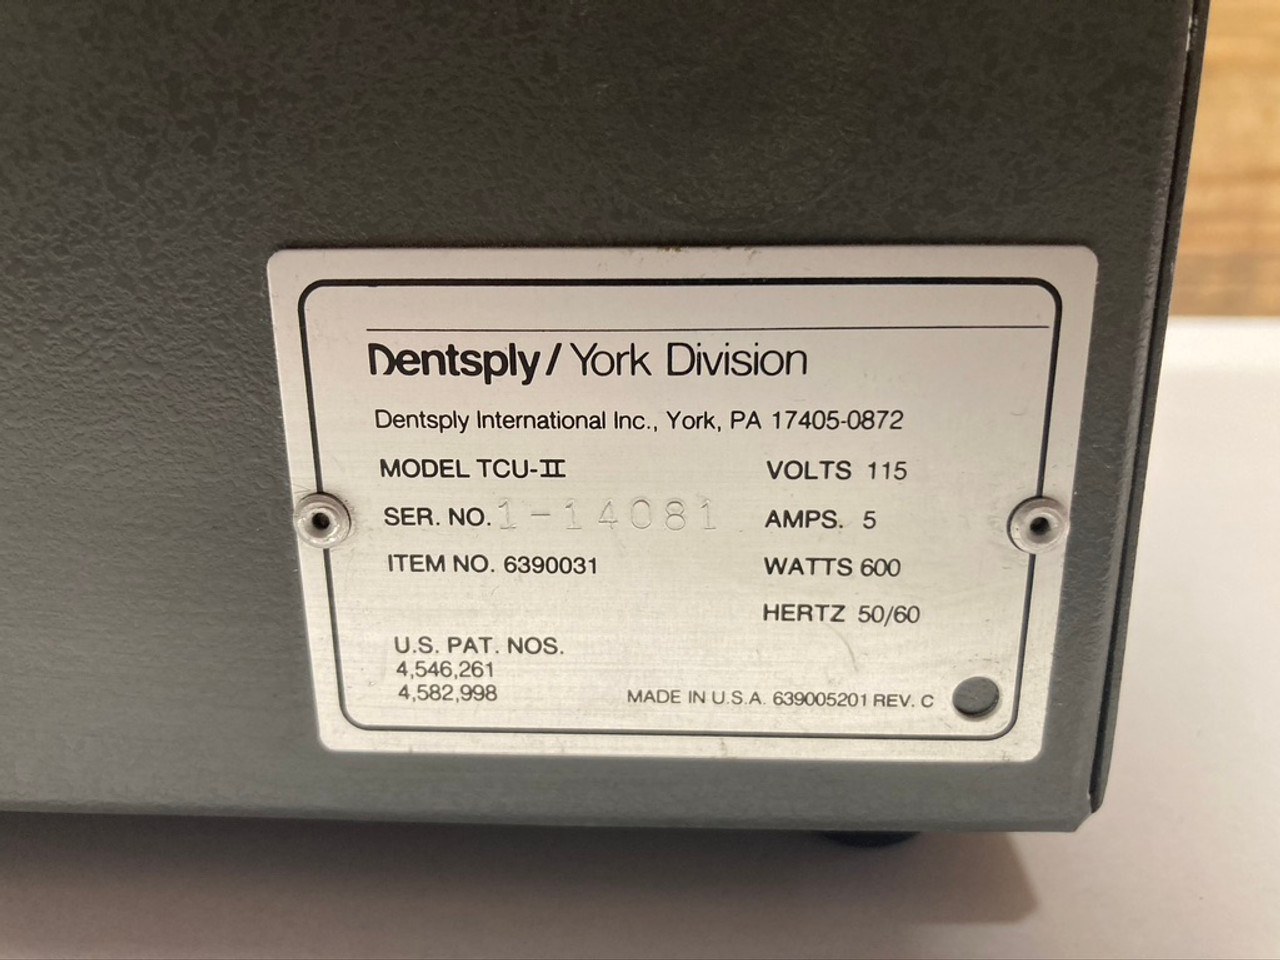 Dentsply/York Division
Dentsply International Inc., York, PA 17405-0872
MODEL TCU-II
VOLTS 115
SER. NO. 1-14081
AMPS. 5
ITEM NO. 6390031
WATTS 600
HERTZ 50/60
U.S. PAT. NOS.
4,546,261
4,582,998
MADE IN U.S.A. 639005201 REV. C